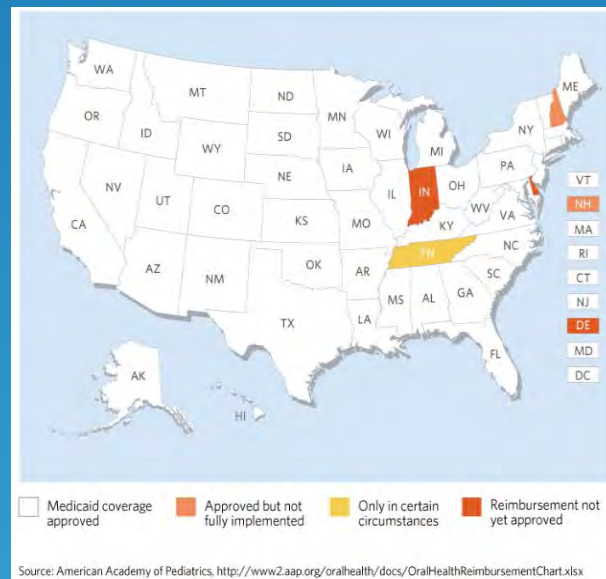 WA
MT
ND
MN
ME
OR
ID
SD
WI
NY
WY
MI
IA
PA
NE
VT
NV
IL
IN
OH
NH
UT
CO
WV
VA
MA
CA
KS
MO
KY
RI
NC
CT
TN
OK
AR
SC
NJ
AZ
NM
MS
AL
GA
DE
TX
LA
MD
DC
FL
AK
HI
Medicaid coverage
approved
Approved but not
fully implemented
Only in certain
circumstances
Reimbursement not
yet approved
Source: American Academy of Pediatrics, http://www2.aap.org/oralhealth/docs/OralHealthReimbursementChart.xlsx